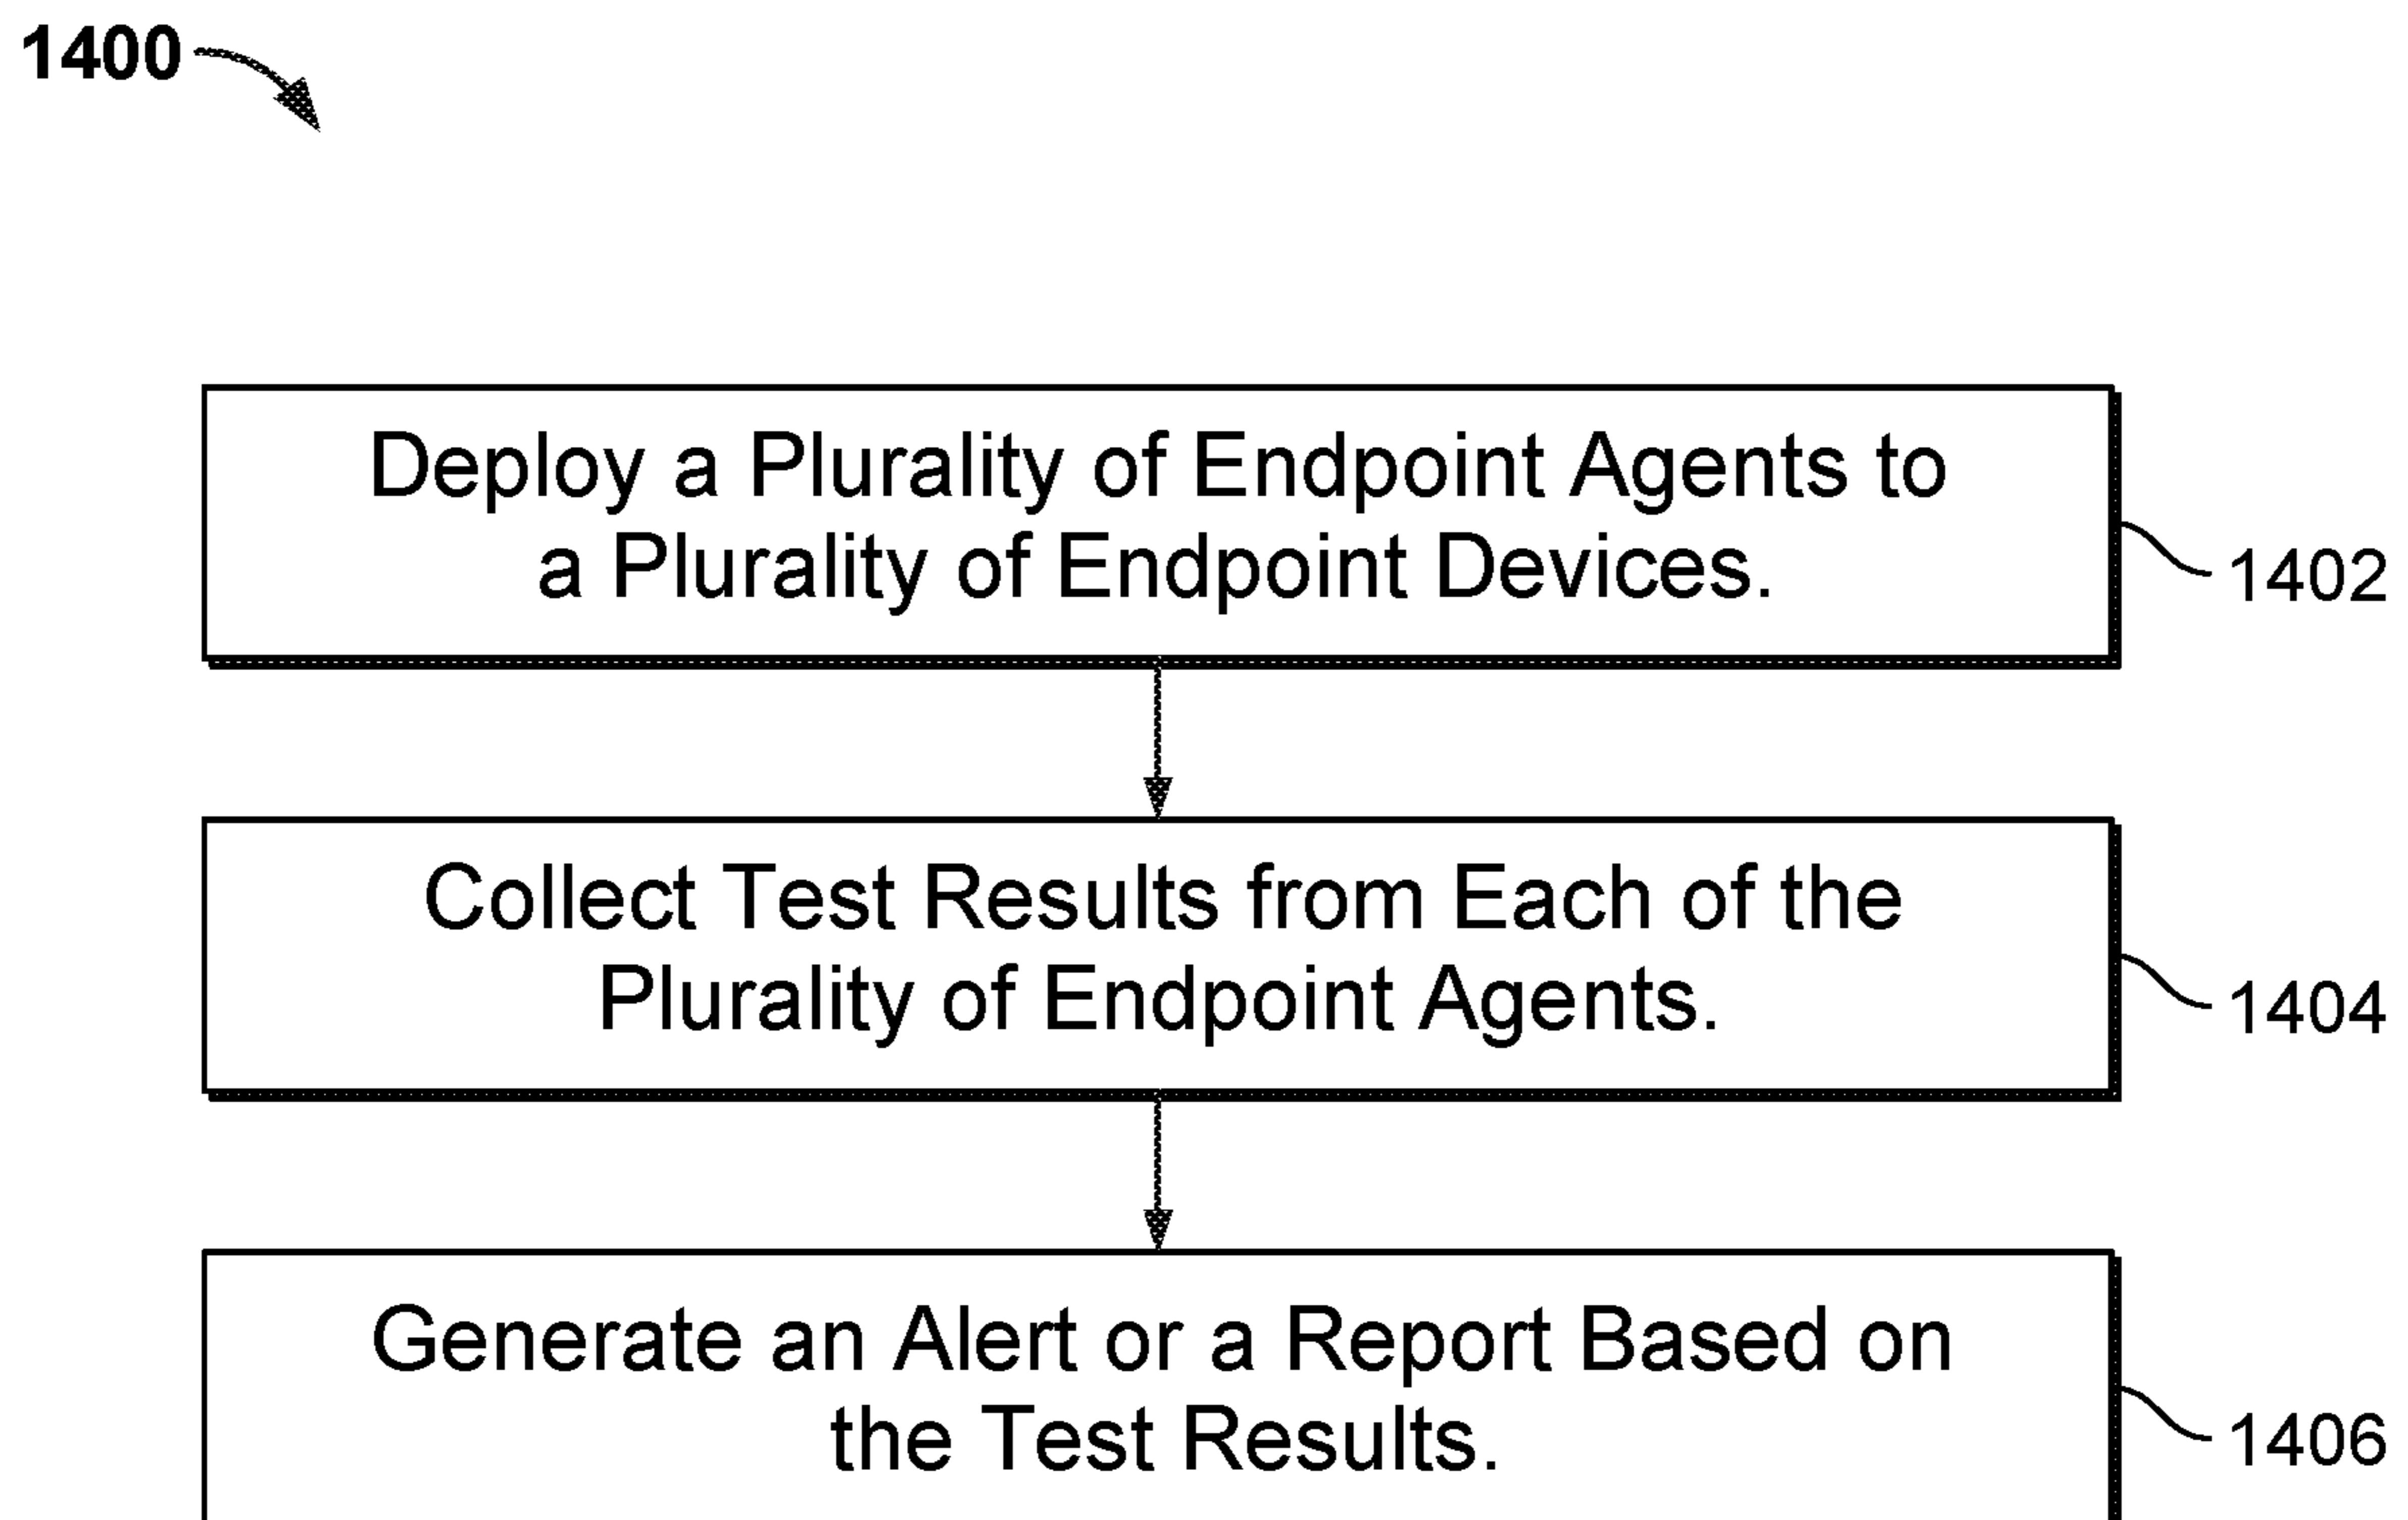 1400
Deploy a Plurality of Endpoint Agents to
a Plurality of Endpoint Devices.
1402
Collect Test Results from Each of the
Plurality of Endpoint Agents.
1404
Generate an Alert or a Report Based on
the Test Results.
1406